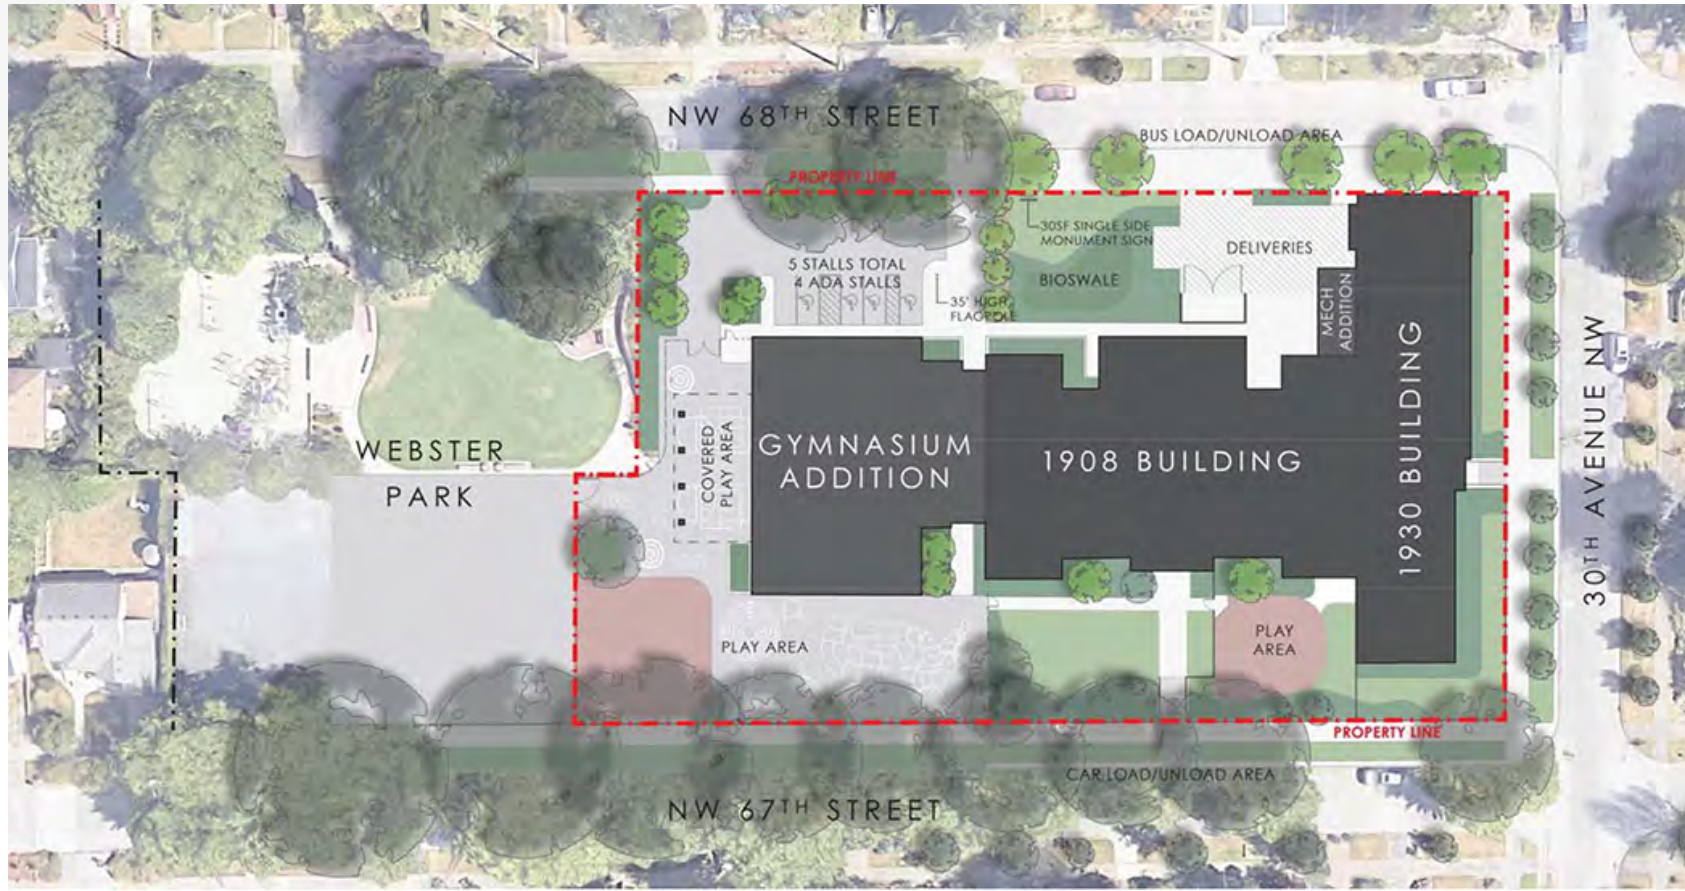 NW 68TH STREET
BUS LOAD/UNLOAD AREA
PROPERTY LINE
30SF SINGLE SIDE
MONUMENT SIGN
DELIVERIES
5 STALLS TOTAL
4 ADA STALLS
BIOSWALE
35' HIGH
FLAGPOLE
MECH
ADDITION
WEBSTER
PARK
COVERED
PLAY AREA
GYMNASIUM
ADDITION
1908 BUILDING
1930 BUILDING
30TH AVENUE NW
PLAY AREA
PLAY
AREA
PROPERTY LINE
CAR LOAD/UNLOAD AREA
NW 67TH STREET